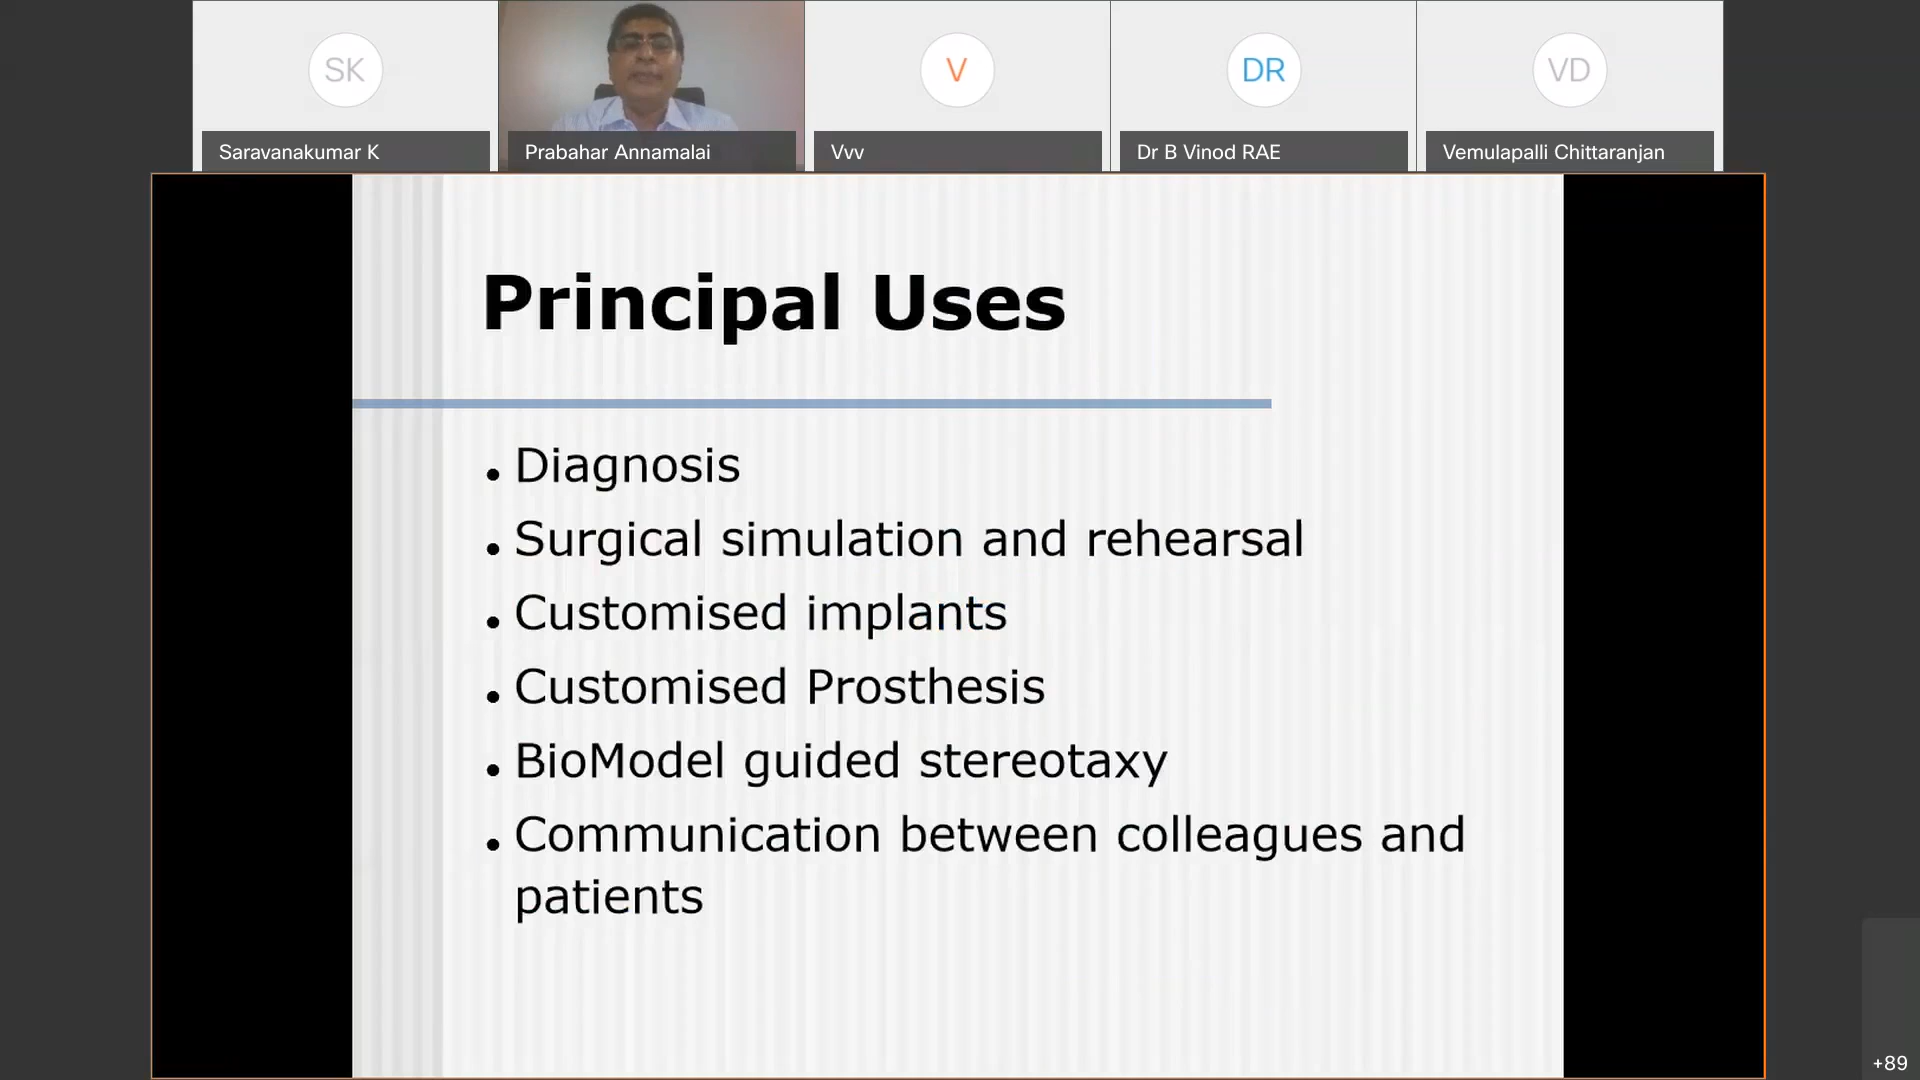 SK
V
DR
VD
Saravanakumar K
Prabahar Annamalai
Vvv
Dr B Vinod RAE
Vemulapalli Chittaranjan
Principal Uses
• Diagnosis
• Surgical simulation and rehearsal
• Customised implants
• Customised Prosthesis
• BioModel guided stereotaxy
• Communication between colleagues and
patients
+89